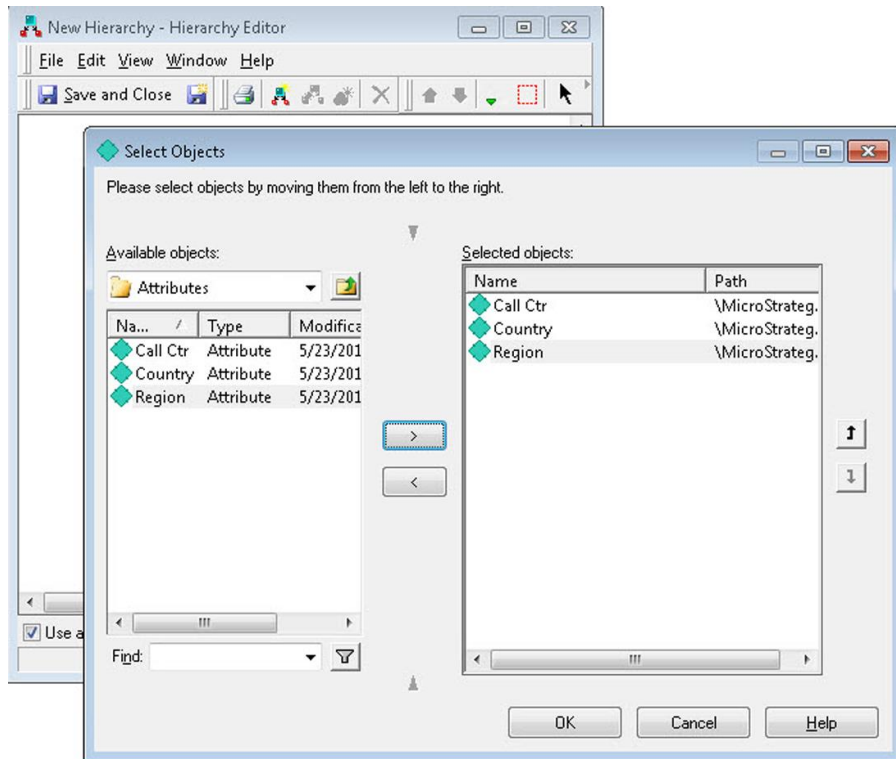 New Hierarchy - Hierarchy Editor
File Edit View Window Help
Save and Close
Select Objects
Please select objects by moving them from the left to the right.
Available objects:
Attributes
Na... Type Modifica
Call Ctr Attribute 5/23/201
Country Attribute 5/23/201
Region Attribute 5/23/201
>
<
Find:
Selected objects:
Name Path
Call Ctr \MicroStrateg.
Country \MicroStrateg.
Region \MicroStrateg.
Use a
OK Cancel Help